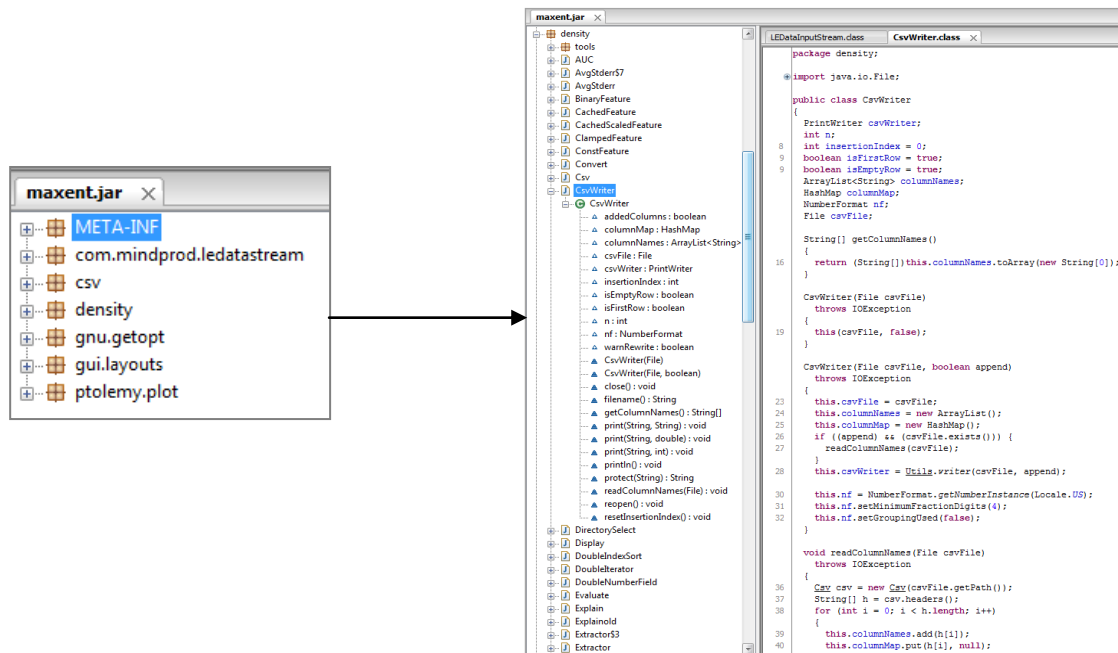 maxent.jar
META-INF
com.mindprod.ledatastream
csv
density
gnu.getopt
gui.layouts
ptolemy.plot
maxent.jar
density
tools
AUC
AvgStderr$7
AvgStderr
BinaryFeature
CachedFeature
CachedScaledFeature
ClampedFeature
ConstFeature
Convert
Csv
CsvWriter
CsvWriter
addedColumns : boolean
columnMap : HashMap
columnNames : ArrayList<String>
csvFile : File
csvWriter : PrintWriter
insertionIndex : int
isEmptyRow : boolean
isFirstRow : boolean
n : int
nf : NumberFormat
warnRewrite : boolean
CsvWriter(File)
CsvWriter(File, boolean)
close() : void
filename() : String
getColumnNames() : String[]
print(String, String) : void
print(String, double) : void
print(String, int) : void
println() : void
protect(String) : String
readColumnNames(File) : void
reopen() : void
resetInsertionIndex() : void
DirectorySelect
Display
DoubleIndexSort
DoubleIterator
DoubleNumberField
Evaluate
Explain
Explainold
Extractor$3
Extractor
LEDataInputStream.class CsvWriter.class
package density;
import java.io.File;
public class CsvWriter
{
PrintWriter csvWriter;
int n;
8 int insertionIndex = 0;
9 boolean isFirstRow = true;
9 boolean isEmptyRow = true;
ArrayList<String> columnNames;
HashMap columnMap;
NumberFormat nf;
File csvFile;
String[] getColumnNames()
{
16 return (String[])this.columnNames.toArray(new String[0]);
}
CsvWriter(File csvFile)
throws IOException
{
19 this(csvFile, false);
}
CsvWriter(File csvFile, boolean append)
throws IOException
{
23 this.csvFile = csvFile;
24 this.columnNames = new ArrayList();
25 this.columnMap = new HashMap();
26 if ((append) && (csvFile.exists())) {
27 readColumnNames(csvFile);
}
28 this.csvWriter = Utils.writer(csvFile, append);
30 this.nf = NumberFormat.getNumberInstance(Locale.US);
31 this.nf.setMinimumFractionDigits(4);
32 this.nf.setGroupingUsed(false);
}
void readColumnNames(File csvFile)
throws IOException
{
36 Csv csv = new Csv(csvFile.getPath());
37 String[] h = csv.headers();
38 for (int i = 0; i < h.length; i++)
{
39 this.columnNames.add(h[i]);
40 this.columnMap.put(h[i], null);